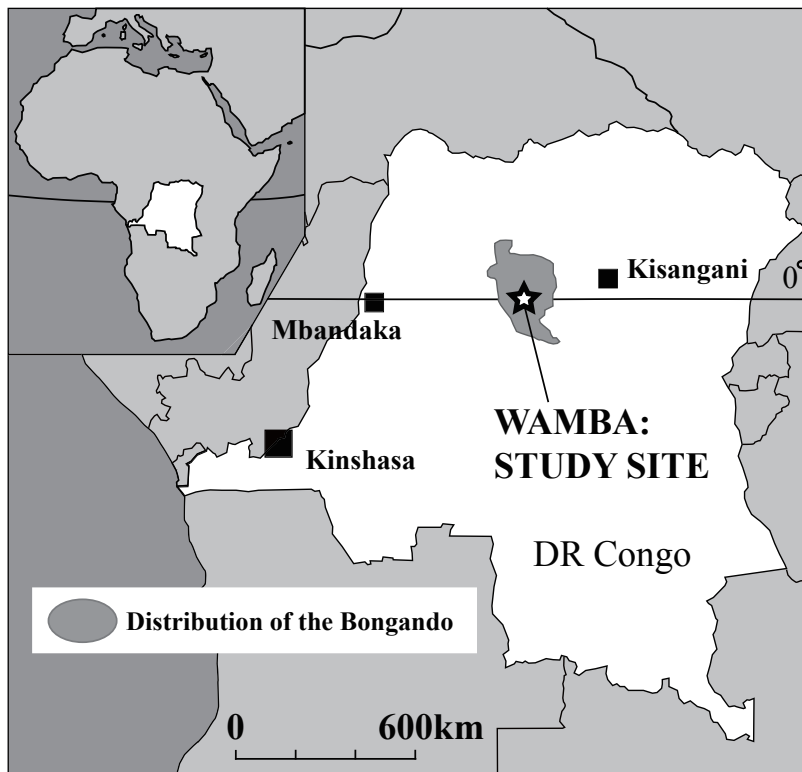 Kisangani
0°
Mbandaka
WAMBA:
STUDY SITE
Kinshasa
DR Congo
Distribution of the Bongando
0 600km